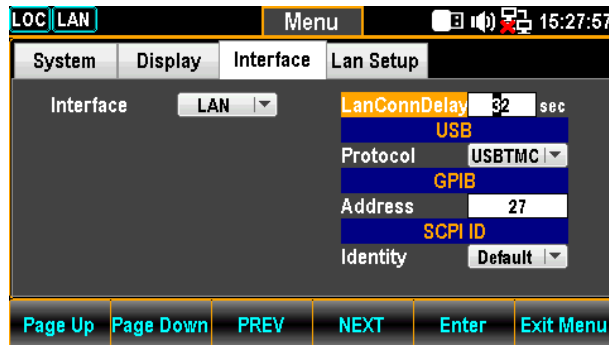 LOC LAN Menu 15:27:57
System Display Interface Lan Setup
Interface LAN LanConnDelay 32 sec
USB
Protocol USBTMC
GPIB
Address 27
SCPI ID
Identity Default
Page Up Page Down PREV NEXT Enter Exit Menu